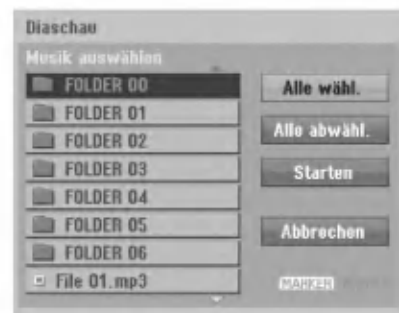 Diaschau
Musik auswählen
FOLDER 00
FOLDER 01
FOLDER 02
FOLDER 03
FOLDER 04
FOLDER 05
FOLDER 06
File 01.mp3
Alle wähl.
Alle abwähl.
Starten
Abbrechen
MARKER